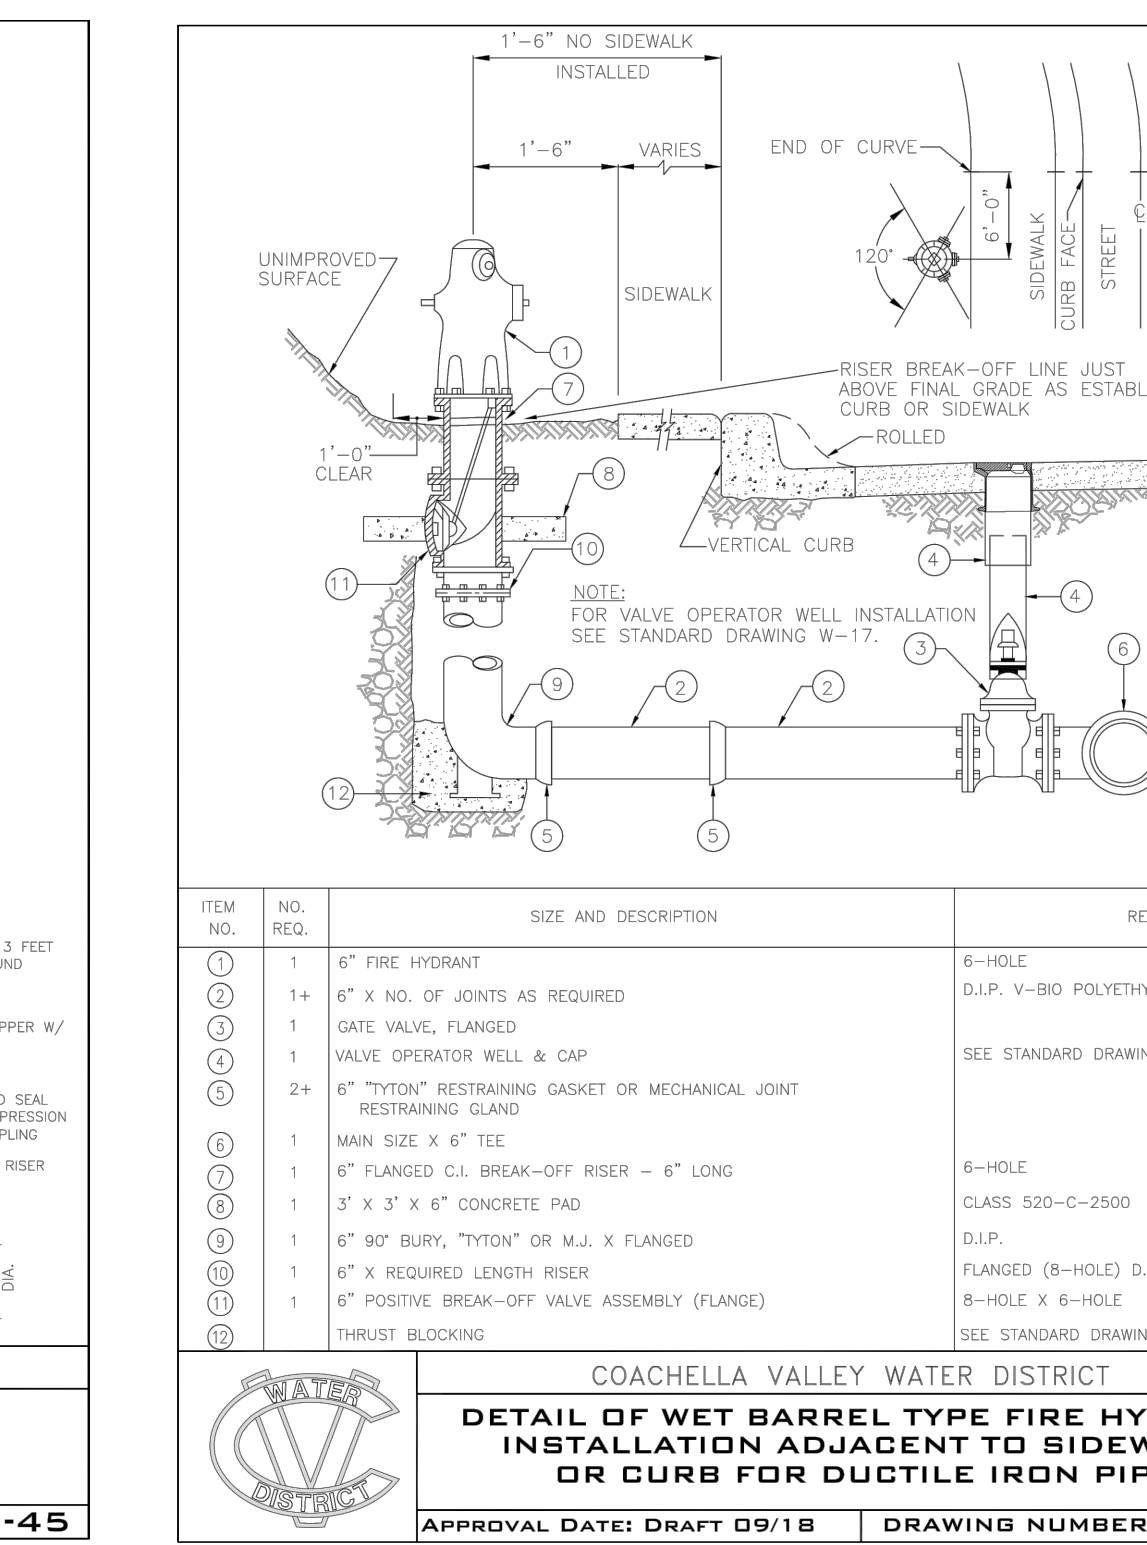 3 FEET
UND
PPER W/
D SEAL
PRESSION
PLING
RISER
DIA.
-45
1'-6" NO SIDEWALK
INSTALLED
1'-6"
VARIES
END OF CURVE
6'-0"
120°
SIDEWALK
CURB FACE
STREET
UNIMPROVED
SURFACE
SIDEWALK
1
RISER BREAK-OFF LINE JUST
ABOVE FINAL GRADE AS ESTABL
CURB OR SIDEWALK
7
ROLLED
1'-0"
CLEAR
8
VERTICAL CURB
10
4
11
NOTE:
FOR VALVE OPERATOR WELL INSTALLATION
SEE STANDARD DRAWING W-17.
4
3
6
9
2
2
12
5
5
ITEM NO.
NO. REQ.
SIZE AND DESCRIPTION
RE
1 1 6" FIRE HYDRANT 6-HOLE
2 1+ 6" X NO. OF JOINTS AS REQUIRED D.I.P. V-BIO POLYETHY
3 1 GATE VALVE, FLANGED
4 1 VALVE OPERATOR WELL & CAP SEE STANDARD DRAWIN
5 2+ 6" "TYTON" RESTRAINING GASKET OR MECHANICAL JOINT
RESTRAINING GLAND
6 1 MAIN SIZE X 6" TEE
7 1 6" FLANGED C.I. BREAK-OFF RISER - 6" LONG 6-HOLE
8 1 3' X 3' X 6" CONCRETE PAD CLASS 520-C-2500
9 1 6" 90° BURY, "TYTON" OR M.J. X FLANGED D.I.P.
10 1 6" X REQUIRED LENGTH RISER FLANGED (8-HOLE) D.
11 1 6" POSITIVE BREAK-OFF VALVE ASSEMBLY (FLANGE) 8-HOLE X 6-HOLE
12 THRUST BLOCKING SEE STANDARD DRAWIN
WATER
CV
DISTRICT
COACHELLA VALLEY WATER DISTRICT
DETAIL OF WET BARREL TYPE FIRE HY
INSTALLATION ADJACENT TO SIDEW
OR CURB FOR DUCTILE IRON PIP
APPROVAL DATE: DRAFT 09/18
DRAWING NUMBER